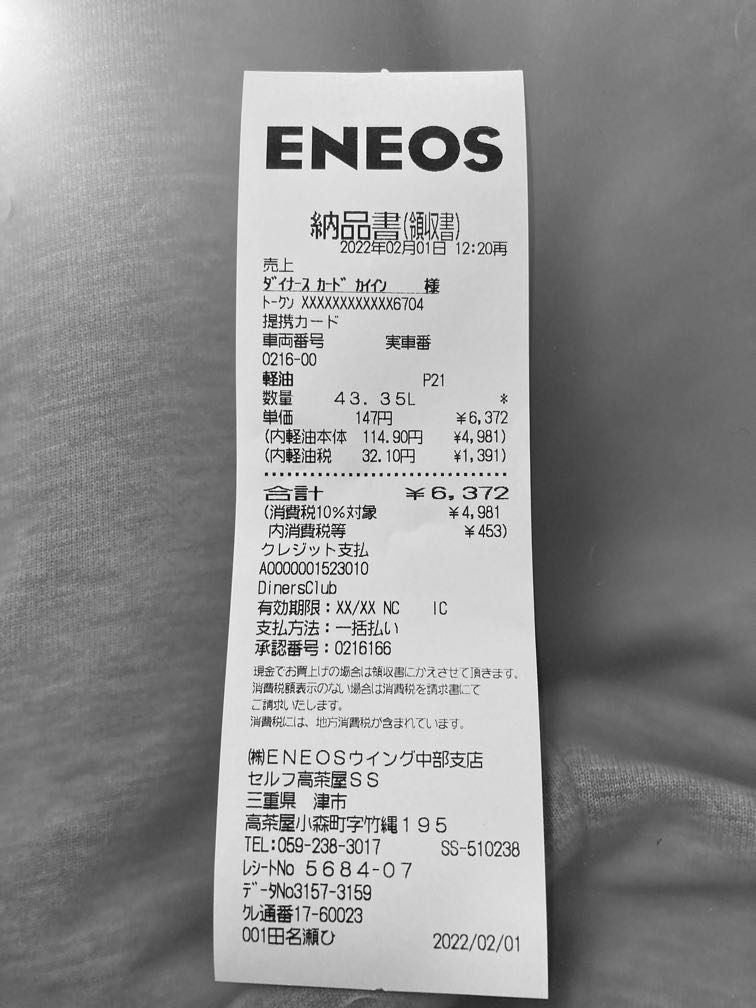 ENEOS
納品書(領収書)
2022年02月01日 12:20再
売上
ダイナース カード カイイン 様
トークン XXXXXXXXXXXX6704
提携カード
車両番号 実車番
0216-00
軽油 P21
数量 43.35L *
単価 147円 ¥6,372
(内軽油本体 114.90円 ¥4,981)
(内軽油税 32.10円 ¥1,391)
合計 ¥6,372
(消費税10%対象 ¥4,981
内消費税等 ¥453)
クレジット支払
A0000001523010
DinersClub
有効期限:XX/XX NC IC
支払方法:一括払い
承認番号:0216166
現金でお買上げの場合は領収書にかえさせて頂きます。
消費税額表示のない場合は消費税を請求書にて
ご請求いたします。
消費税には、地方消費税が含まれています。
㈱ENEOSウイング中部支店
セルフ高茶屋SS
三重県 津市
高茶屋小森町字竹縄195
TEL:059-238-3017 SS-510238
レシートNo 5684-07
データNo3157-3159
クレ通番17-60023
001田名瀬ひ 2022/02/01